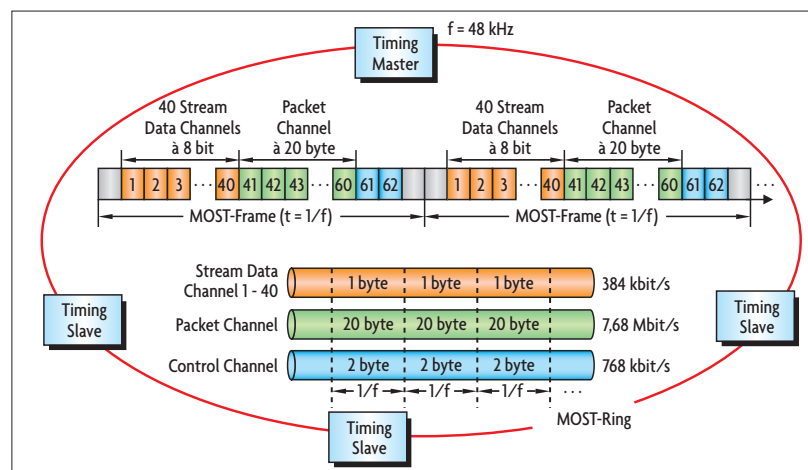 Timing
Master
f = 48 kHz
40 Stream
Data Channels
à 8 bit
Packet
Channel
à 20 byte
40 Stream
Data Channels
à 8 bit
Packet
Channel
à 20 byte
1 2 3 ··· 40 41 42 43 ··· 60 61 62 1 2 3 ··· 40 41 42 43 ··· 60 61 62 ···
MOST-Frame (t = 1/f) MOST-Frame (t = 1/f)
Timing
Slave
Stream Data
Channel 1 - 40
1 byte 1 byte 1 byte
384 kbit/s
Packet Channel 20 byte 20 byte 20 byte 7,68 Mbit/s
Control Channel 2 byte 2 byte 2 byte 768 kbit/s
1/f 1/f 1/f ···
Timing
Slave
Timing
Slave
MOST-Ring